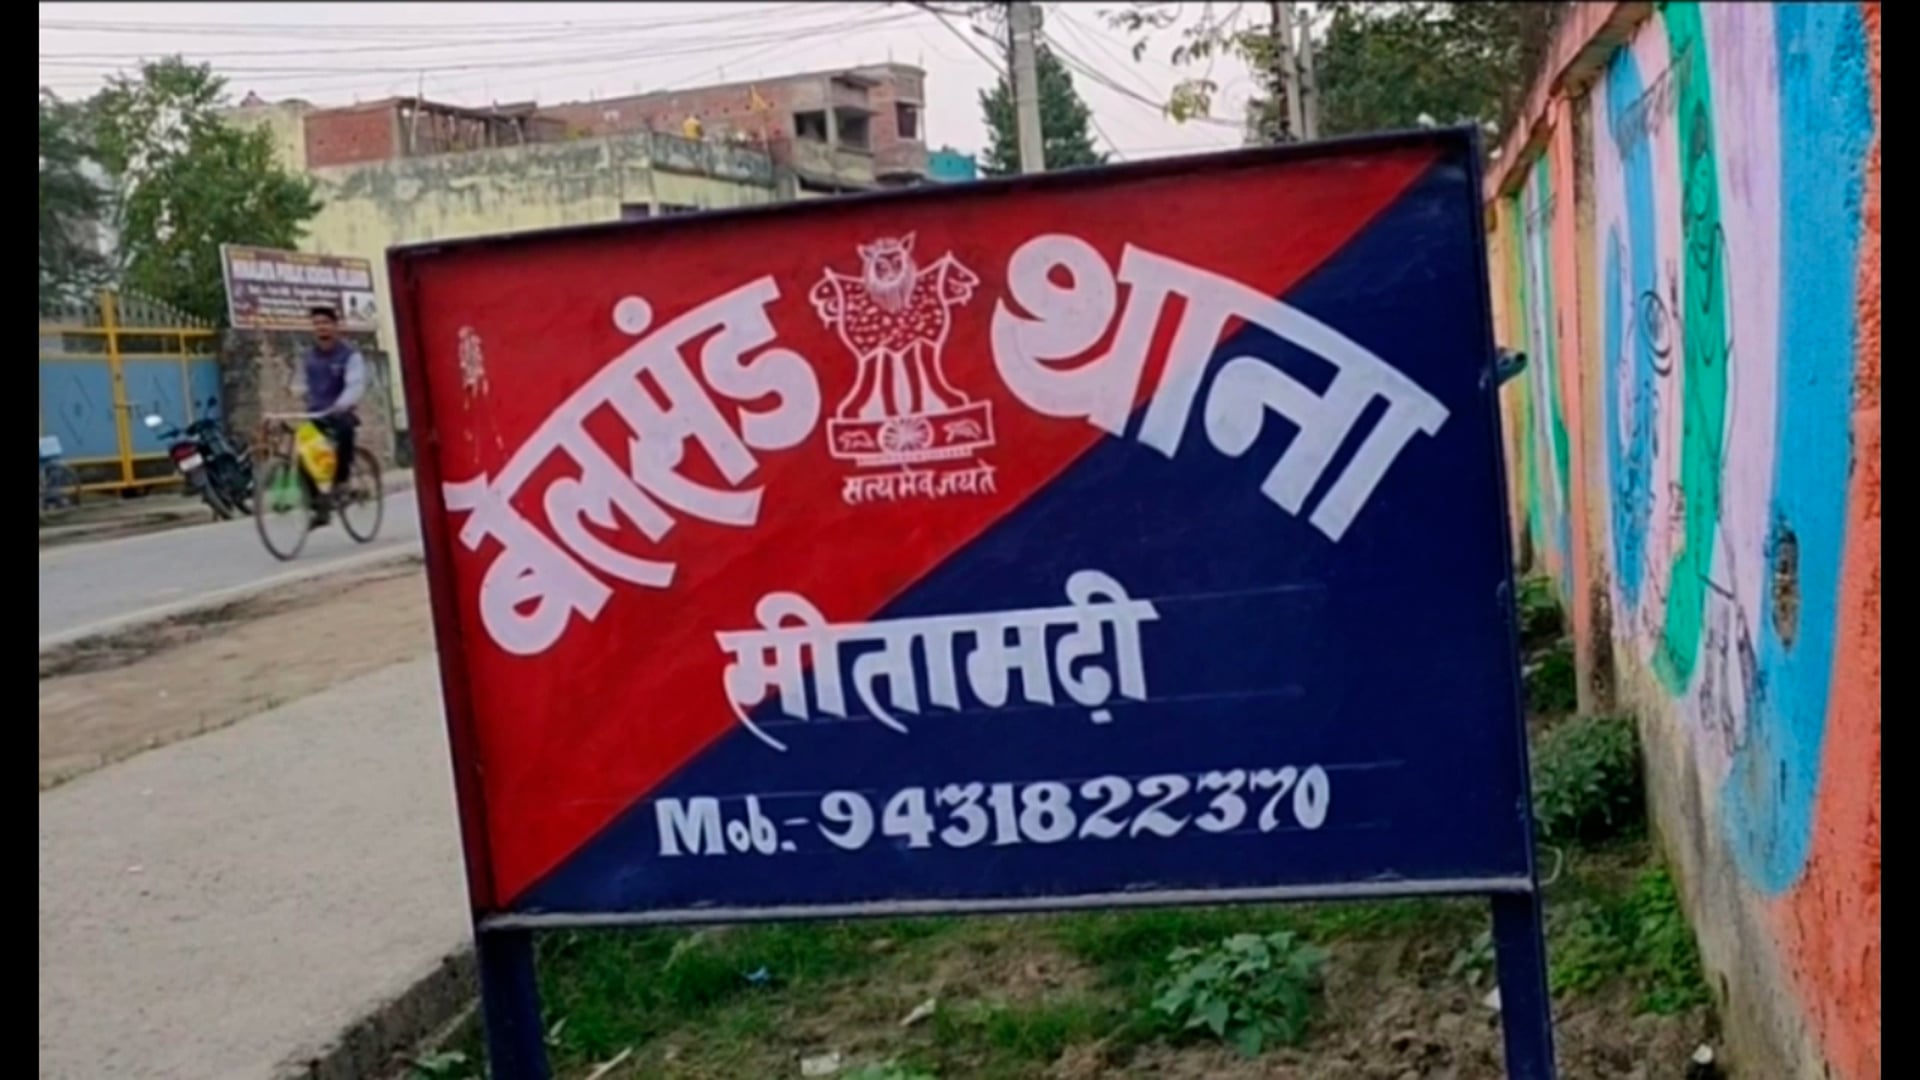 बेलसंड थाना
सत्यमेव जयते
सीतामढ़ी
Mob.-9431822370